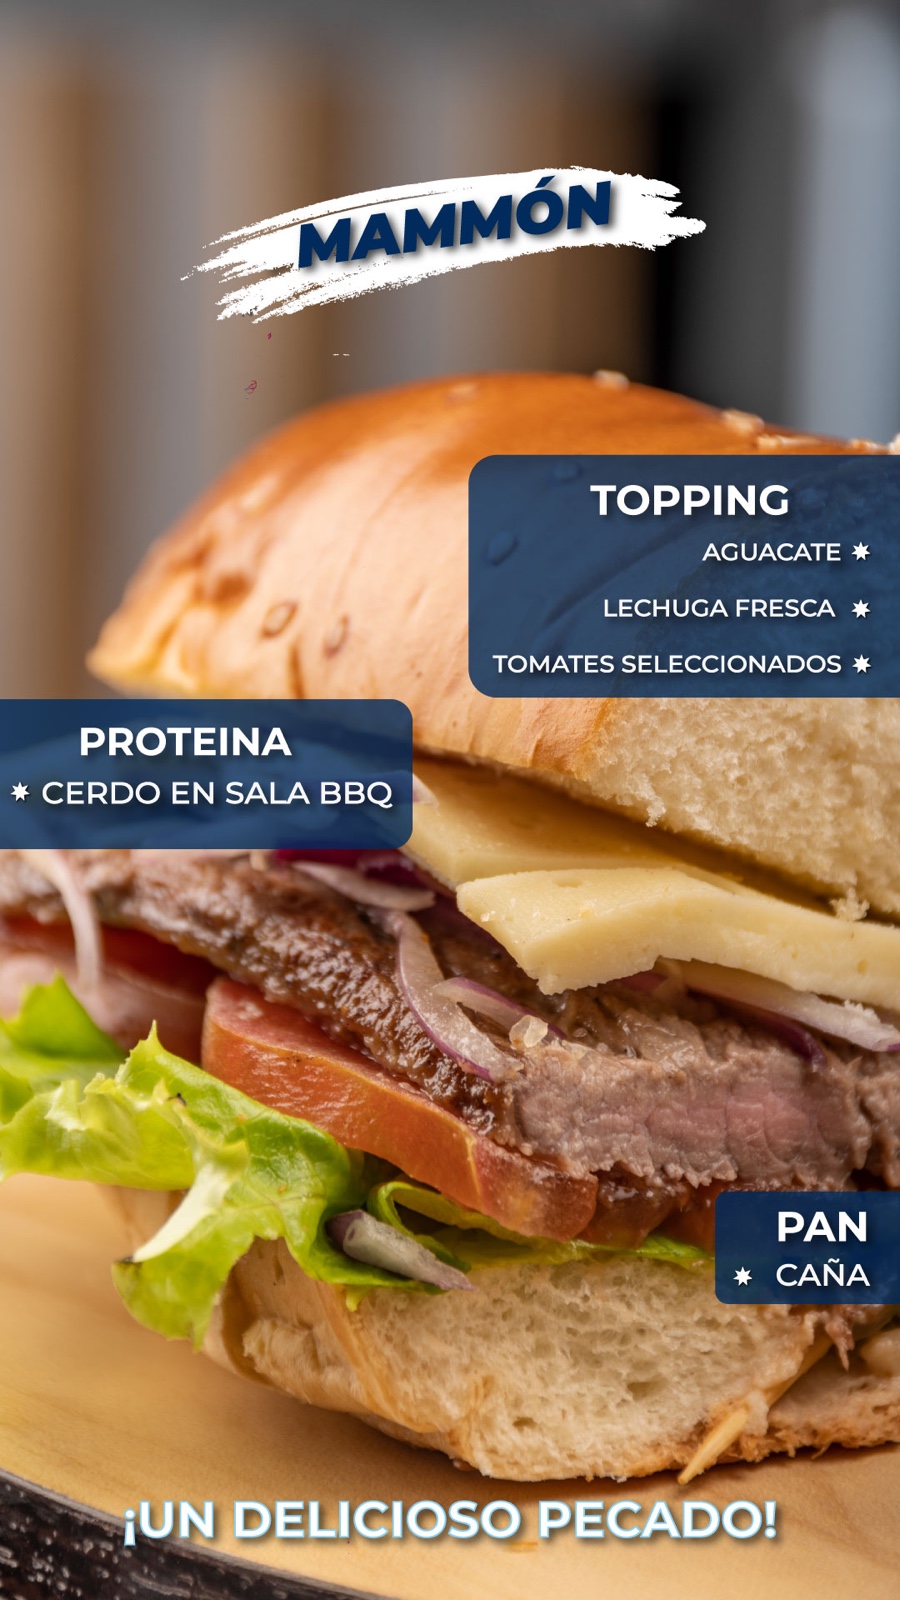 MAMMÓN
TOPPING
AGUACATE
LECHUGA FRESCA
TOMATES SELECCIONADOS
PROTEINA
CERDO EN SALA BBQ
PAN
CAÑA
¡UN DELICIOSO PECADO!